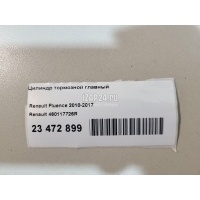 Цилиндр тормозной главный
Renault Fluence 2010-2017
Renault 460117726R
23 472 899